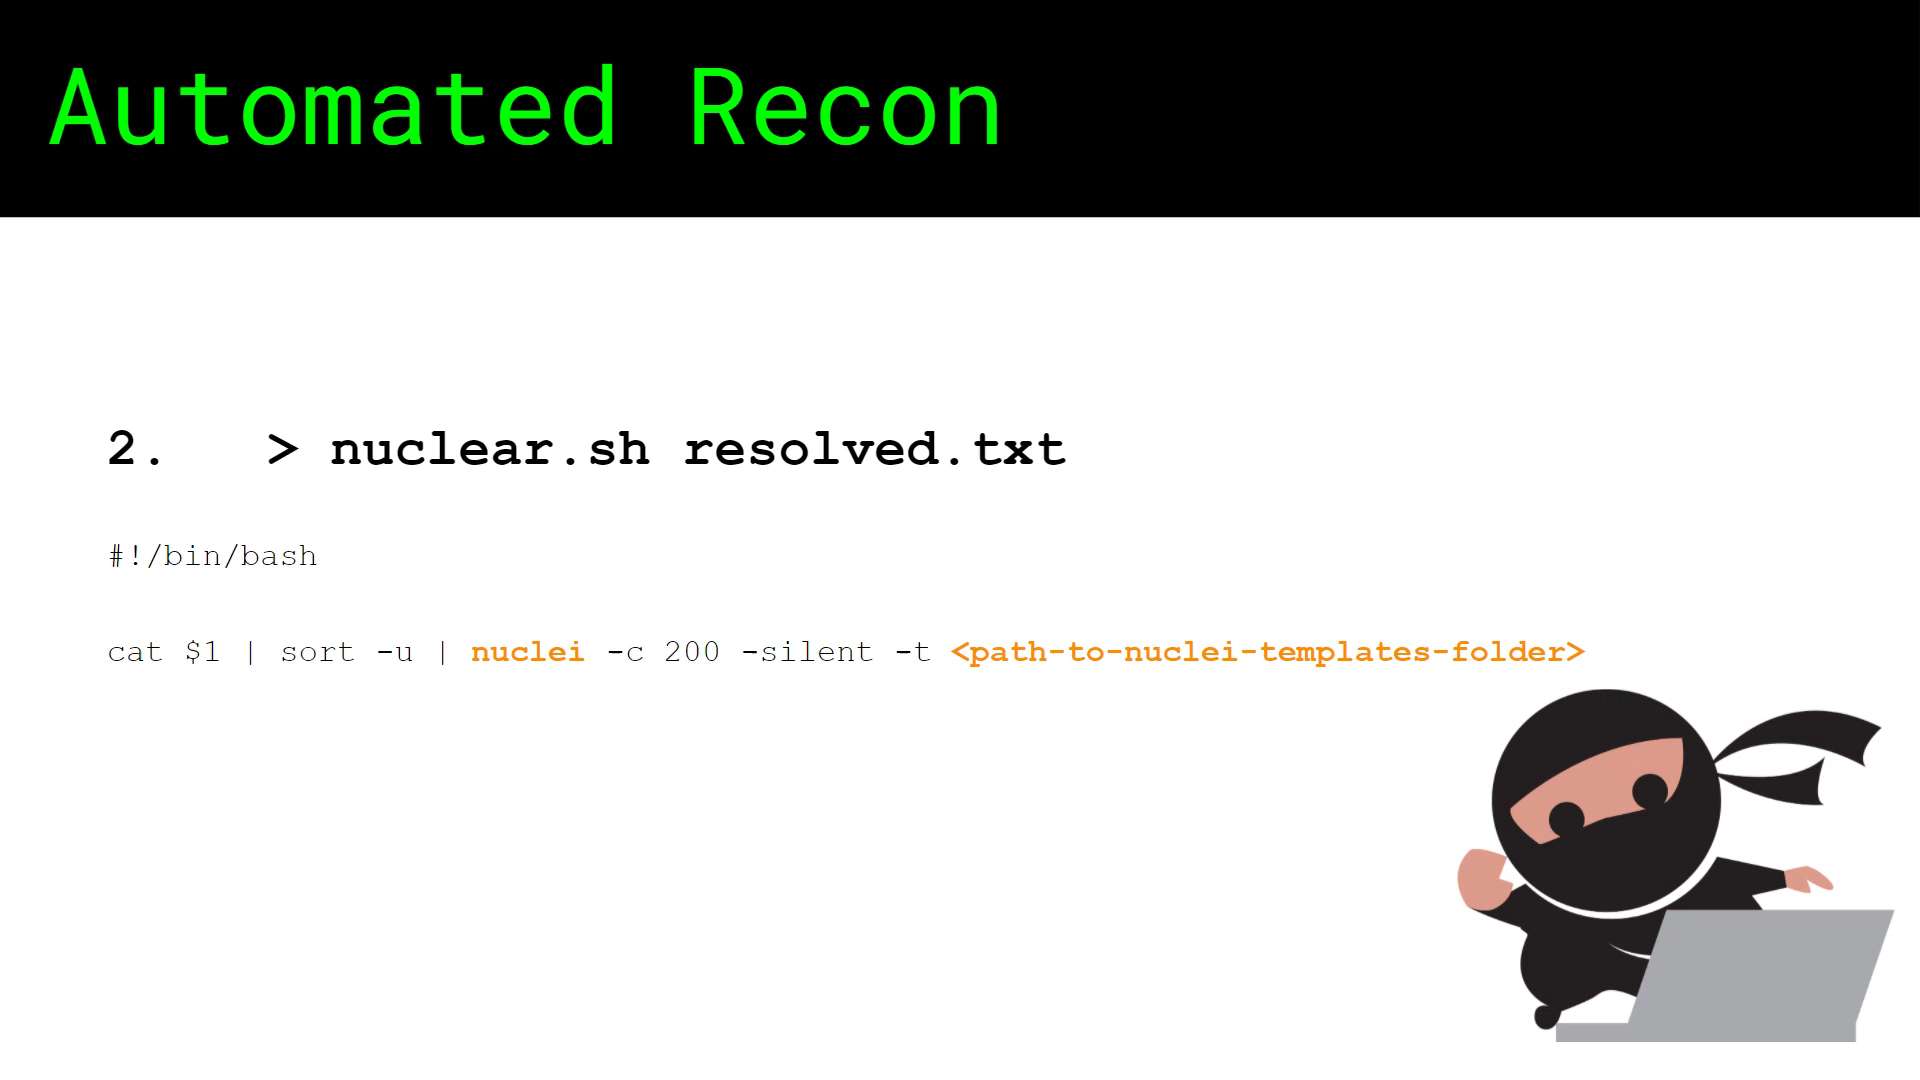 Automated Recon
2. > nuclear.sh resolved.txt
#!/bin/bash
cat $1 | sort -u | nuclei -c 200 -silent -t <path-to-nuclei-templates-folder>